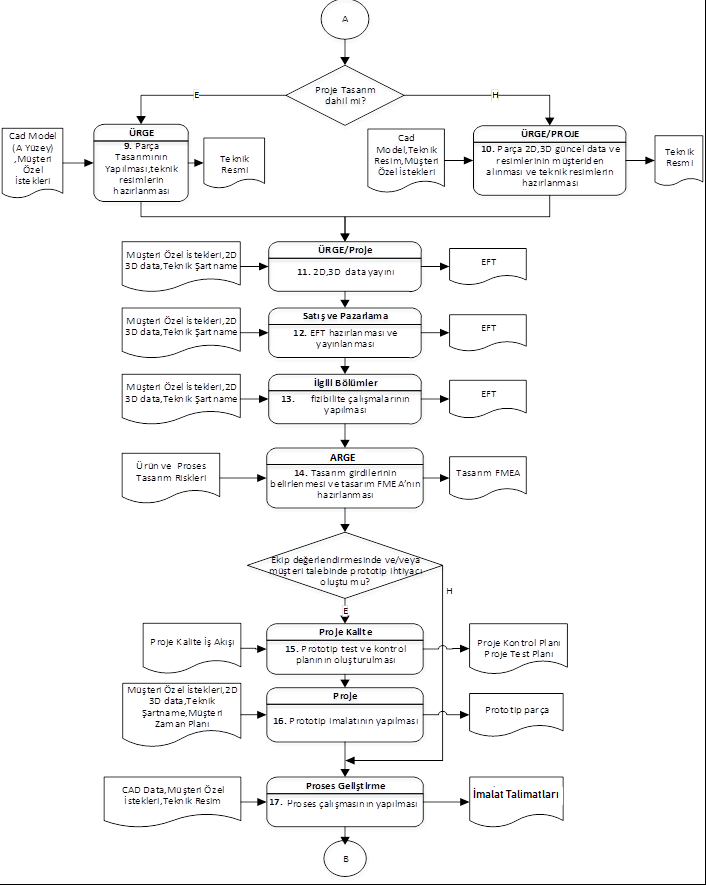 A
Proje Tasarım
dahil mi?
E
H
Cad Model
(A Yüzey)
,Müşteri
Özel
İstekleri
ÜRGE
9. Parça
Tasarımının
Yapılması,teknik
resimlerin
hazırlanması
Teknik
Resmi
Cad
Model,Teknik
Resim,Müşteri
Özel İstekleri
ÜRGE/PROJE
10. Parça 2D,3D güncel data ve
resimlerinin müşteriden
alınması ve teknik resimlerin
hazırlanması
Teknik
Resmi
Müşteri Özel İstekleri,2D
3D data,Teknik Şartname
ÜRGE/Proje
11. 2D,3D data yayını
EFT
Müşteri Özel İstekleri,2D
3D data,Teknik Şartname
Satış ve Pazarlama
12. EFT hazırlanması ve
yayınlanması
EFT
Müşteri Özel İstekleri,2D
3D data,Teknik Şartname
İlgili Bölümler
13. fizibilite çalışmalarının
yapılması
EFT
Ürün ve Proses
Tasarım Riskleri
ARGE
14. Tasarım girdilerinin
belirlenmesi ve tasarım FMEA'nın
hazırlanması
Tasarım FMEA
Ekip değerlendirmesinde ve/veya
müşteri talebinde prototip ihtiyacı
oluştu mu?
H
E
Proje Kalite İş Akışı
Proje Kalite
15. Prototip test ve kontrol
planının oluşturulması
Proje Kontrol Planı
Proje Test Planı
Müşteri Özel İstekleri,2D
3D data,Teknik
Şartname,Müşteri
Zaman Planı
Proje
16. Prototip İmalatının yapılması
Prototip parça
CAD Data,Müşteri Özel
İstekleri,Teknik Resim
Proses Geliştirme
17. Proses çalışmasının yapılması
İmalat Talimatları
B